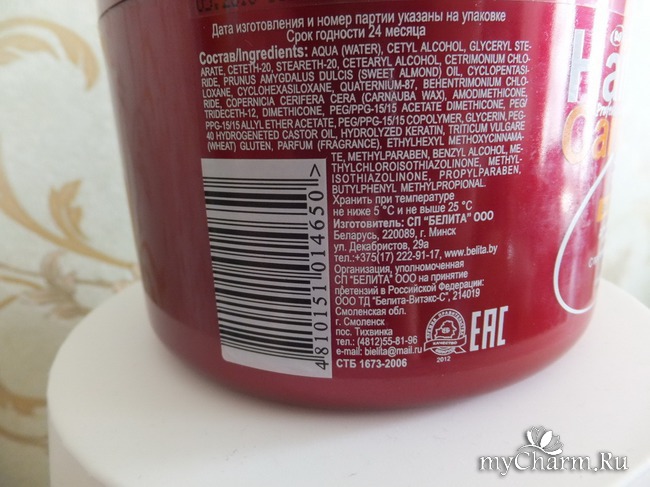 Дата изготовления и номер партии указаны на упаковке
Срок годности 24 месяца
Состав/Ingredients: AQUA (WATER), CETYL ALCOHOL, GLYCERYL STE-
ARATE, CETETH-20, STEARETH-20, CETEARYL ALCOHOL, CETRIMONIUM CHLO-
RIDE, PRUNUS AMYGDALUS DULCIS (SWEET ALMOND) OIL, CYCLOPENTASI-
LOXANE, CYCLOHEXASILOXANE, QUATERNIUM-87, BEHENTRIMONIUM CHLO-
RIDE, COPERNICIA CERIFERA CERA (CARNAUBA WAX), AMODIMETHICONE,
TRIDECETH-12, DIMETHICONE, PEG/PPG-15/15 ACETATE DIMETHICONE, PEG/
PPG-15/15 ALLYL ETHER ACETATE, PEG/PPG-15/15 COPOLYMER, GLYCERIN, PEG-
40 HYDROGENETED CASTOR OIL, HYDROLYZED KERATIN, TRITICUM VULGARE
(WHEAT) GLUTEN, PARFUM (FRAGRANCE), ETHYLHEXYL METHOXYCINNAMA-
TE, METHYLPARABEN, BENZYL ALCOHOL, ME-
THYLCHLOROISOTHIAZOLINONE, METHYL-
ISOTHIAZOLINONE, PROPYLPARABEN,
BUTYLPHENYL METHYLPROPIONAL.
Хранить при температуре
не ниже 5 °С и не выше 25 °С
Изготовитель: СП "БЕЛИТА" ООО
Беларусь, 220089, г. Минск
ул. Декабристов, 29а
тел.:+375(17) 222-91-17, www.belita.by
Организация, уполномоченная
СП "БЕЛИТА" ООО на принятие
претензий в Российской Федерации:
ООО ТД "Белита-Витэкс-С", 214019
Смоленская обл.
г. Смоленск
пос. Тихвинка
тел.: (4812)55-81-96
e-mail: bielita@mail.ru
СТБ 1673-2006
4810151014650>
КАЧЕСТВО
2012
EAC
Ha
myCharm.Ru